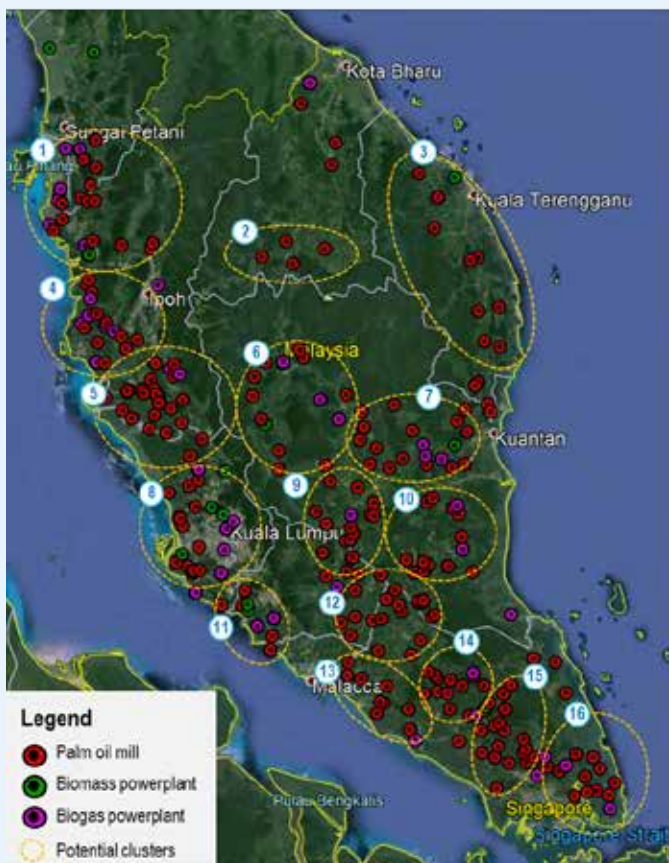 Kota Bharu
Sungai Petani
1
3
Kuala Terengganu
2
4
Ipoh
6
Malaysia
5
7
Kuantan
9
8
10
Kuala Lumpu
12
11
14
13
15
Malacca
16
Legend
Palm oil mill
Biomass powerplant
Biogas powerplant
Potential clusters
Pulau Bengkalis
Singapore
Singapore Strait